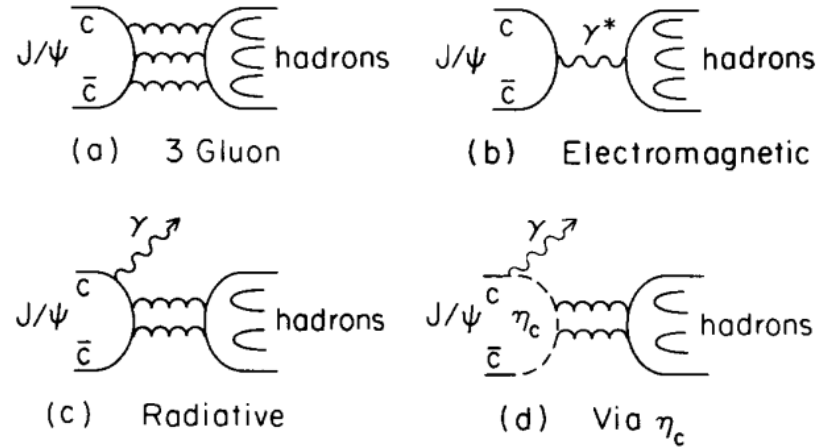 c
J/ψ hadrons
c̄
(a) 3 Gluon
c γ*
J/ψ hadrons
c̄
(b) Electromagnetic
γ
c
J/ψ hadrons
c̄
(c) Radiative
γ
c
J/ψ η_c hadrons
c̄
(d) Via η_c